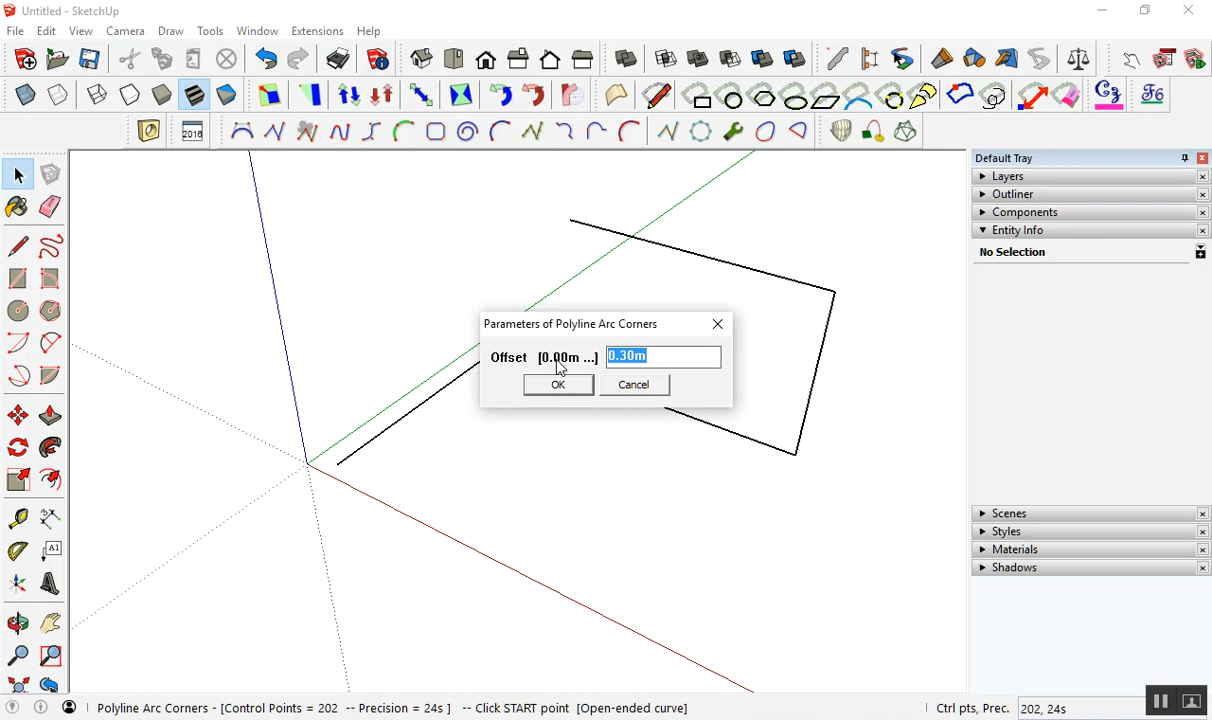 Untitled - SketchUp
File Edit View Camera Draw Tools Window Extensions Help
2016
A1
Default Tray
Layers
Outliner
Components
Entity Info
No Selection
Scenes
Styles
Materials
Shadows
Parameters of Polyline Arc Corners
Offset [0.00m ...] 0.30m
OK Cancel
Polyline Arc Corners - [Control Points = 202 -- Precision = 24s ] -- Click START point [Open-ended curve] Ctrl pts, Prec. 202, 24s